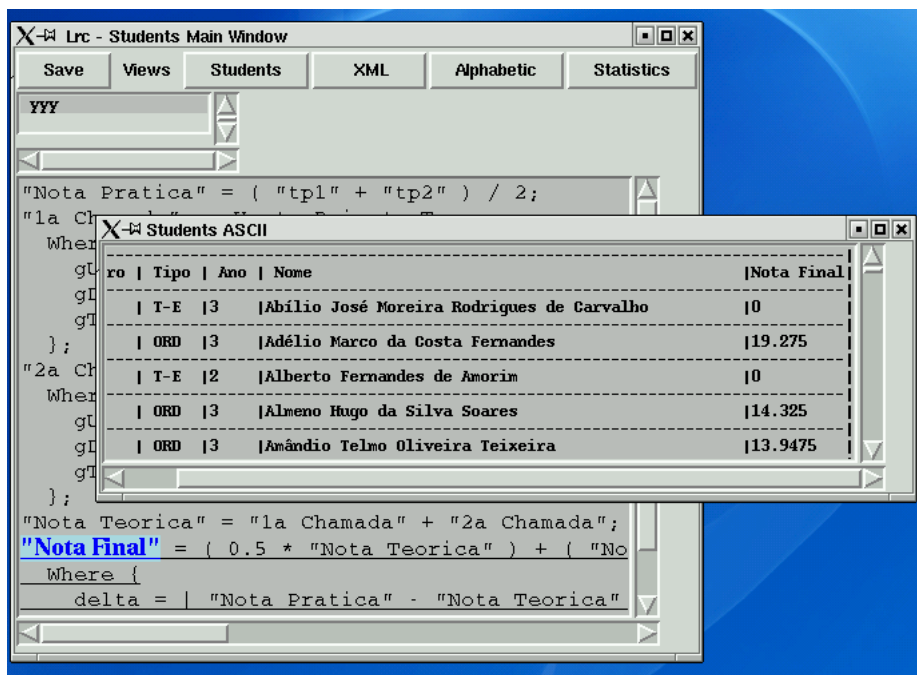 Lrc - Students Main Window
Save Views Students XML Alphabetic Statistics
YYY
"Nota Pratica" = ( "tp1" + "tp2" ) / 2;
"1a Ch
Wher
gL
gD
gT
};
"2a Ch
Wher
gL
gD
gT
};
"Nota Teorica" = "1a Chamada" + "2a Chamada";
"Nota Final" = ( 0.5 * "Nota Teorica" ) + ( "No
Where {
delta = | "Nota Pratica" - "Nota Teorica"
Students ASCII
ro | Tipo | Ano | Nome |Nota Final|
| T-E |3 |Abílio José Moreira Rodrigues de Carvalho |0 |
| ORD |3 |Adélio Marco da Costa Fernandes |19.275 |
| T-E |2 |Alberto Fernandes de Amorim |0 |
| ORD |3 |Almeno Hugo da Silva Soares |14.325 |
| ORD |3 |Amândio Telmo Oliveira Teixeira |13.9475 |